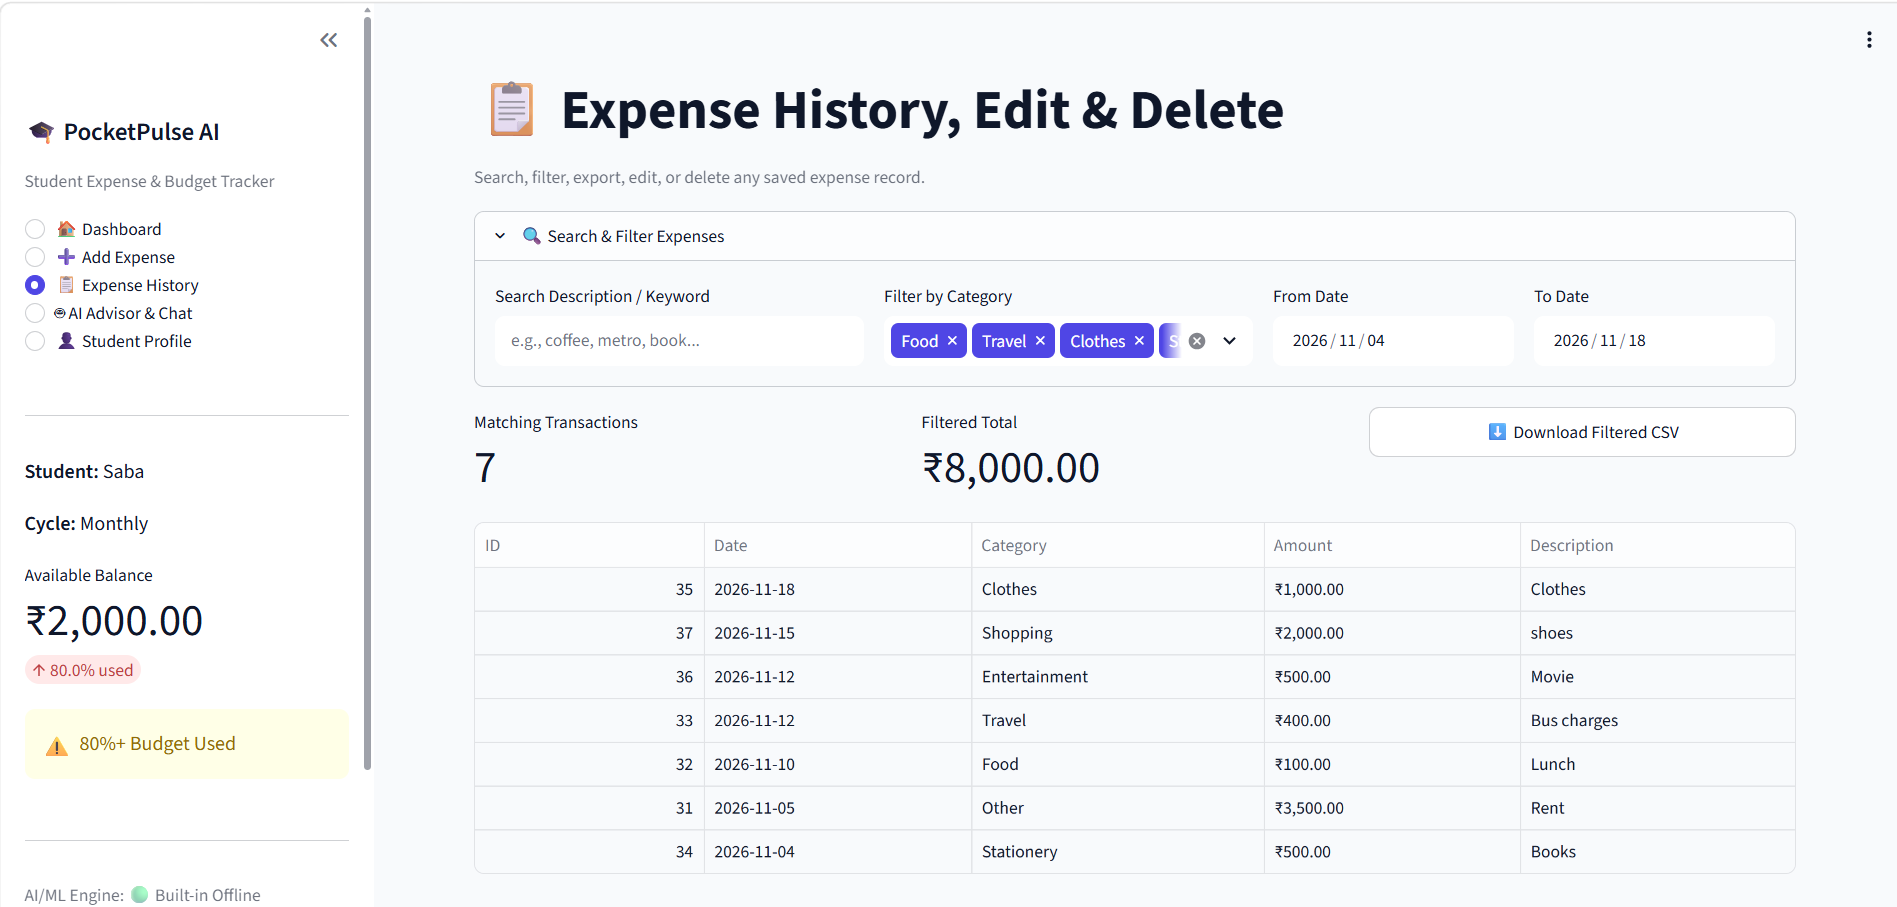 PocketPulse AI
Student Expense & Budget Tracker
Dashboard
Add Expense
Expense History
AI Advisor & Chat
Student Profile
Student: Saba
Cycle: Monthly
Available Balance
₹2,000.00
↑ 80.0% used
80%+ Budget Used
AI/ML Engine: Built-in Offline
Expense History, Edit & Delete
Search, filter, export, edit, or delete any saved expense record.
Search & Filter Expenses
Search Description / Keyword Filter by Category From Date To Date
e.g., coffee, metro, book... Food Travel Clothes 2026/11/04 2026/11/18
Matching Transactions Filtered Total Download Filtered CSV
7 ₹8,000.00
ID Date Category Amount Description
35 2026-11-18 Clothes ₹1,000.00 Clothes
37 2026-11-15 Shopping ₹2,000.00 shoes
36 2026-11-12 Entertainment ₹500.00 Movie
33 2026-11-12 Travel ₹400.00 Bus charges
32 2026-11-10 Food ₹100.00 Lunch
31 2026-11-05 Other ₹3,500.00 Rent
34 2026-11-04 Stationery ₹500.00 Books